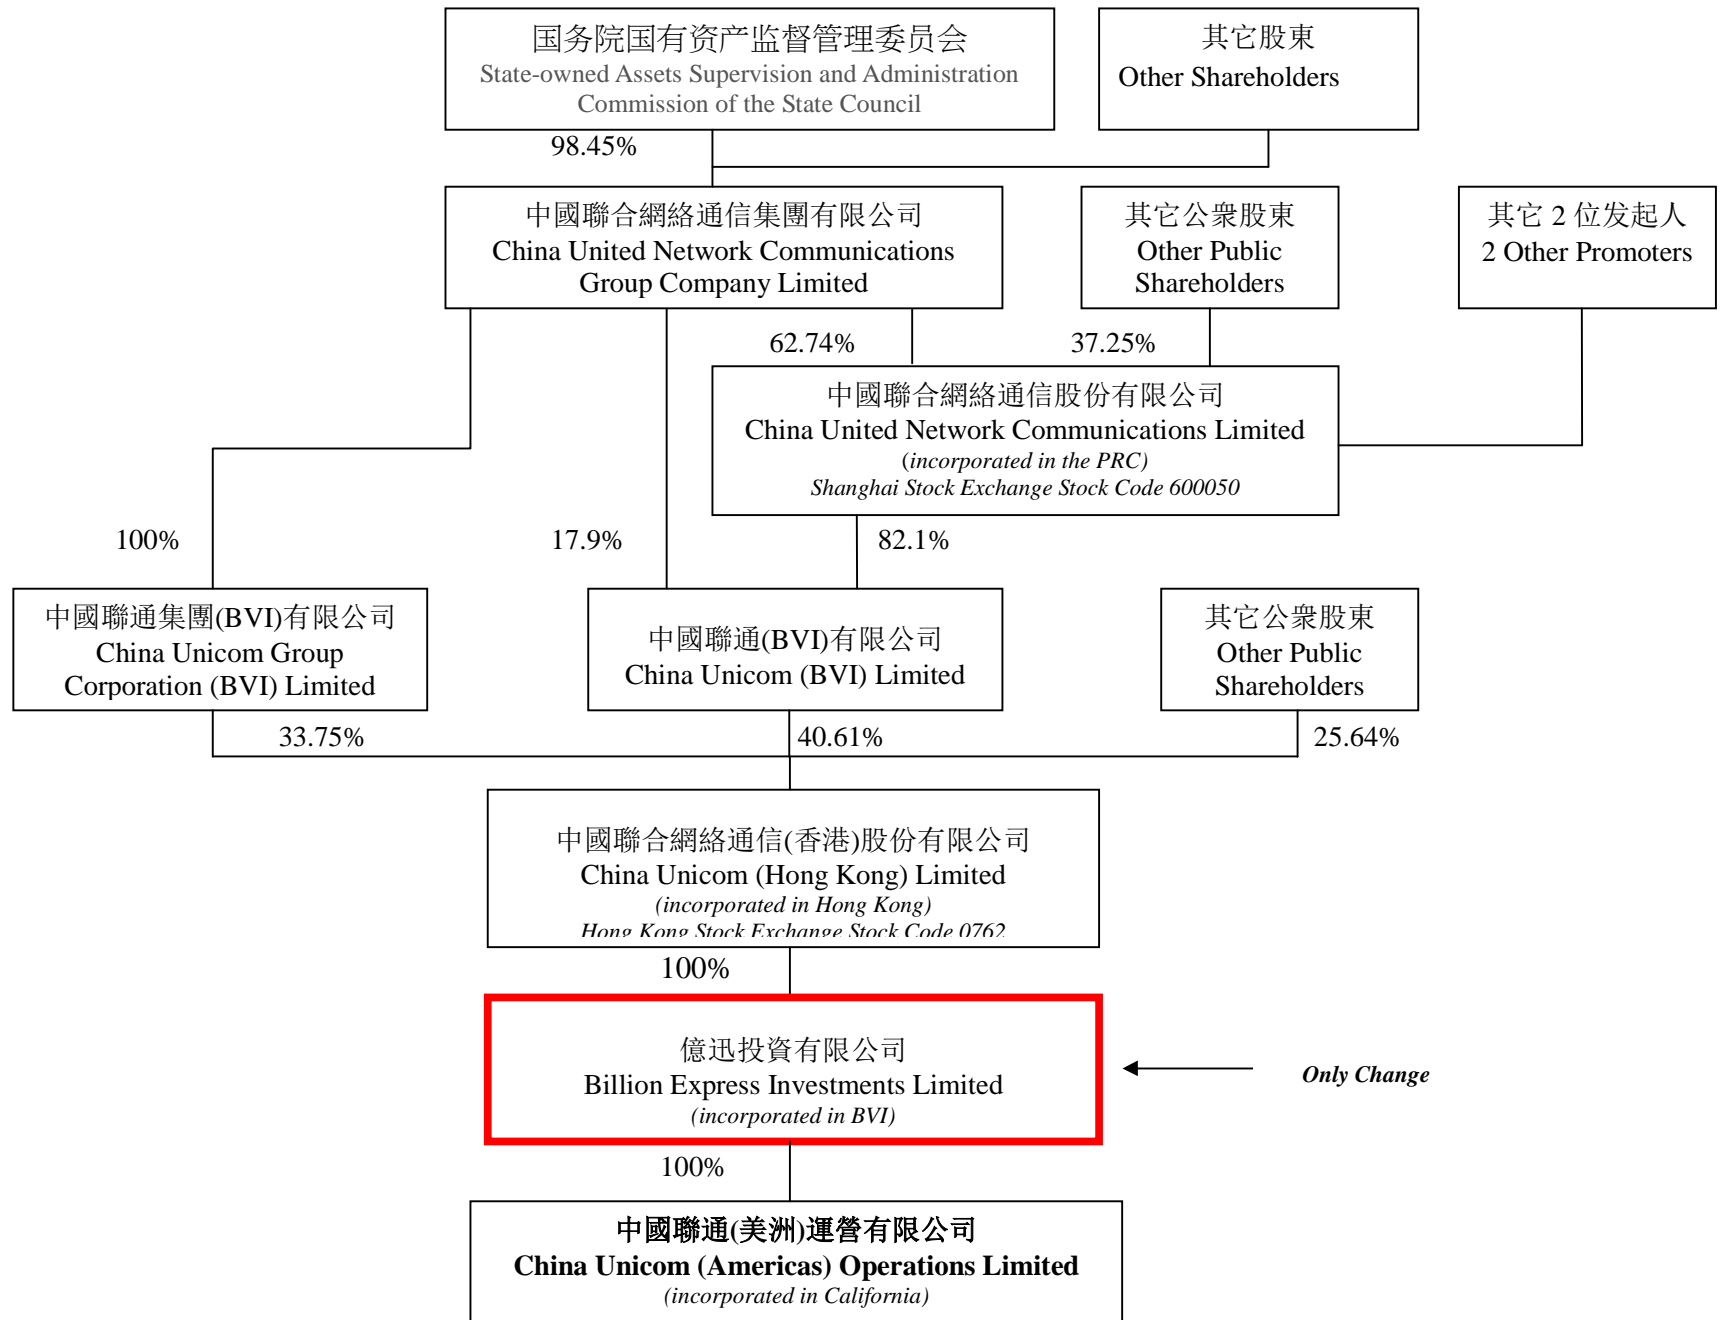 国务院国有资产监督管理委员会
State-owned Assets Supervision and Administration
Commission of the State Council
其它股東
Other Shareholders
98.45%
中國聯合網絡通信集團有限公司
China United Network Communications
Group Company Limited
其它公衆股東
Other Public
Shareholders
其它 2 位发起人
2 Other Promoters
62.74%
37.25%
中國聯合網絡通信股份有限公司
China United Network Communications Limited
(incorporated in the PRC)
Shanghai Stock Exchange Stock Code 600050
100%
17.9%
82.1%
中國聯通集團(BVI)有限公司
China Unicom Group
Corporation (BVI) Limited
中國聯通(BVI)有限公司
China Unicom (BVI) Limited
其它公衆股東
Other Public
Shareholders
33.75%
40.61%
25.64%
中國聯合網絡通信(香港)股份有限公司
China Unicom (Hong Kong) Limited
(incorporated in Hong Kong)
Hong Kong Stock Exchange Stock Code 0762
100%
億迅投資有限公司
Billion Express Investments Limited
(incorporated in BVI)
Only Change
100%
中國聯通(美洲)運營有限公司
China Unicom (Americas) Operations Limited
(incorporated in California)